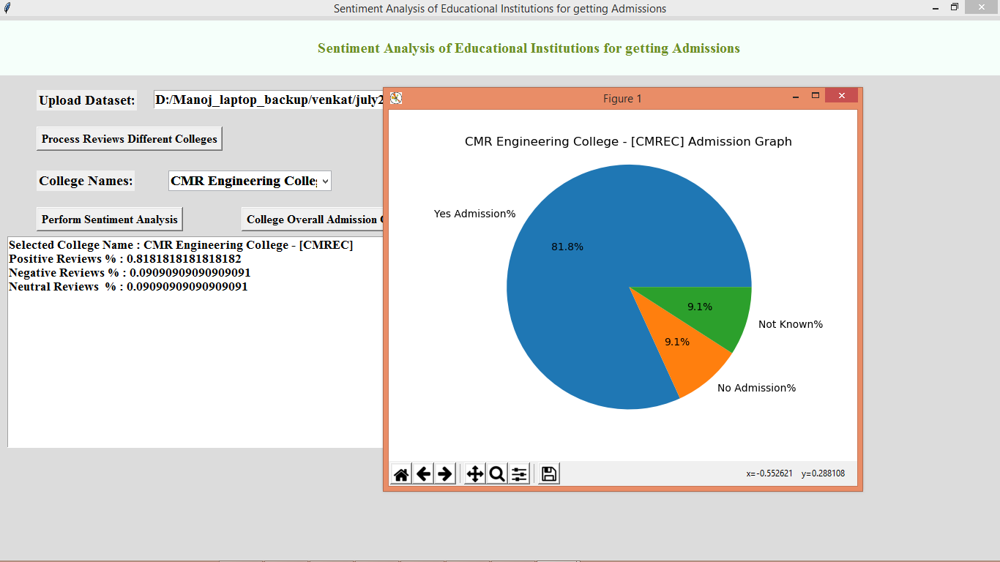 Sentiment Analysis of Educational Institutions for getting Admissions
Sentiment Analysis of Educational Institutions for getting Admissions
Upload Dataset:
D:/Manoj_laptop_backup/venkat/july2
Process Reviews Different Colleges
College Names:
CMR Engineering Colle
Perform Sentiment Analysis
College Overall Admission
Selected College Name : CMR Engineering College - [CMREC]
Positive Reviews % : 0.8181818181818182
Negative Reviews % : 0.09090909090909091
Neutral Reviews  % : 0.09090909090909091
Figure 1
CMR Engineering College - [CMREC] Admission Graph
Yes Admission%
81.8%
9.1%
Not Known%
9.1%
No Admission%
x=-0.552621 y=0.288108